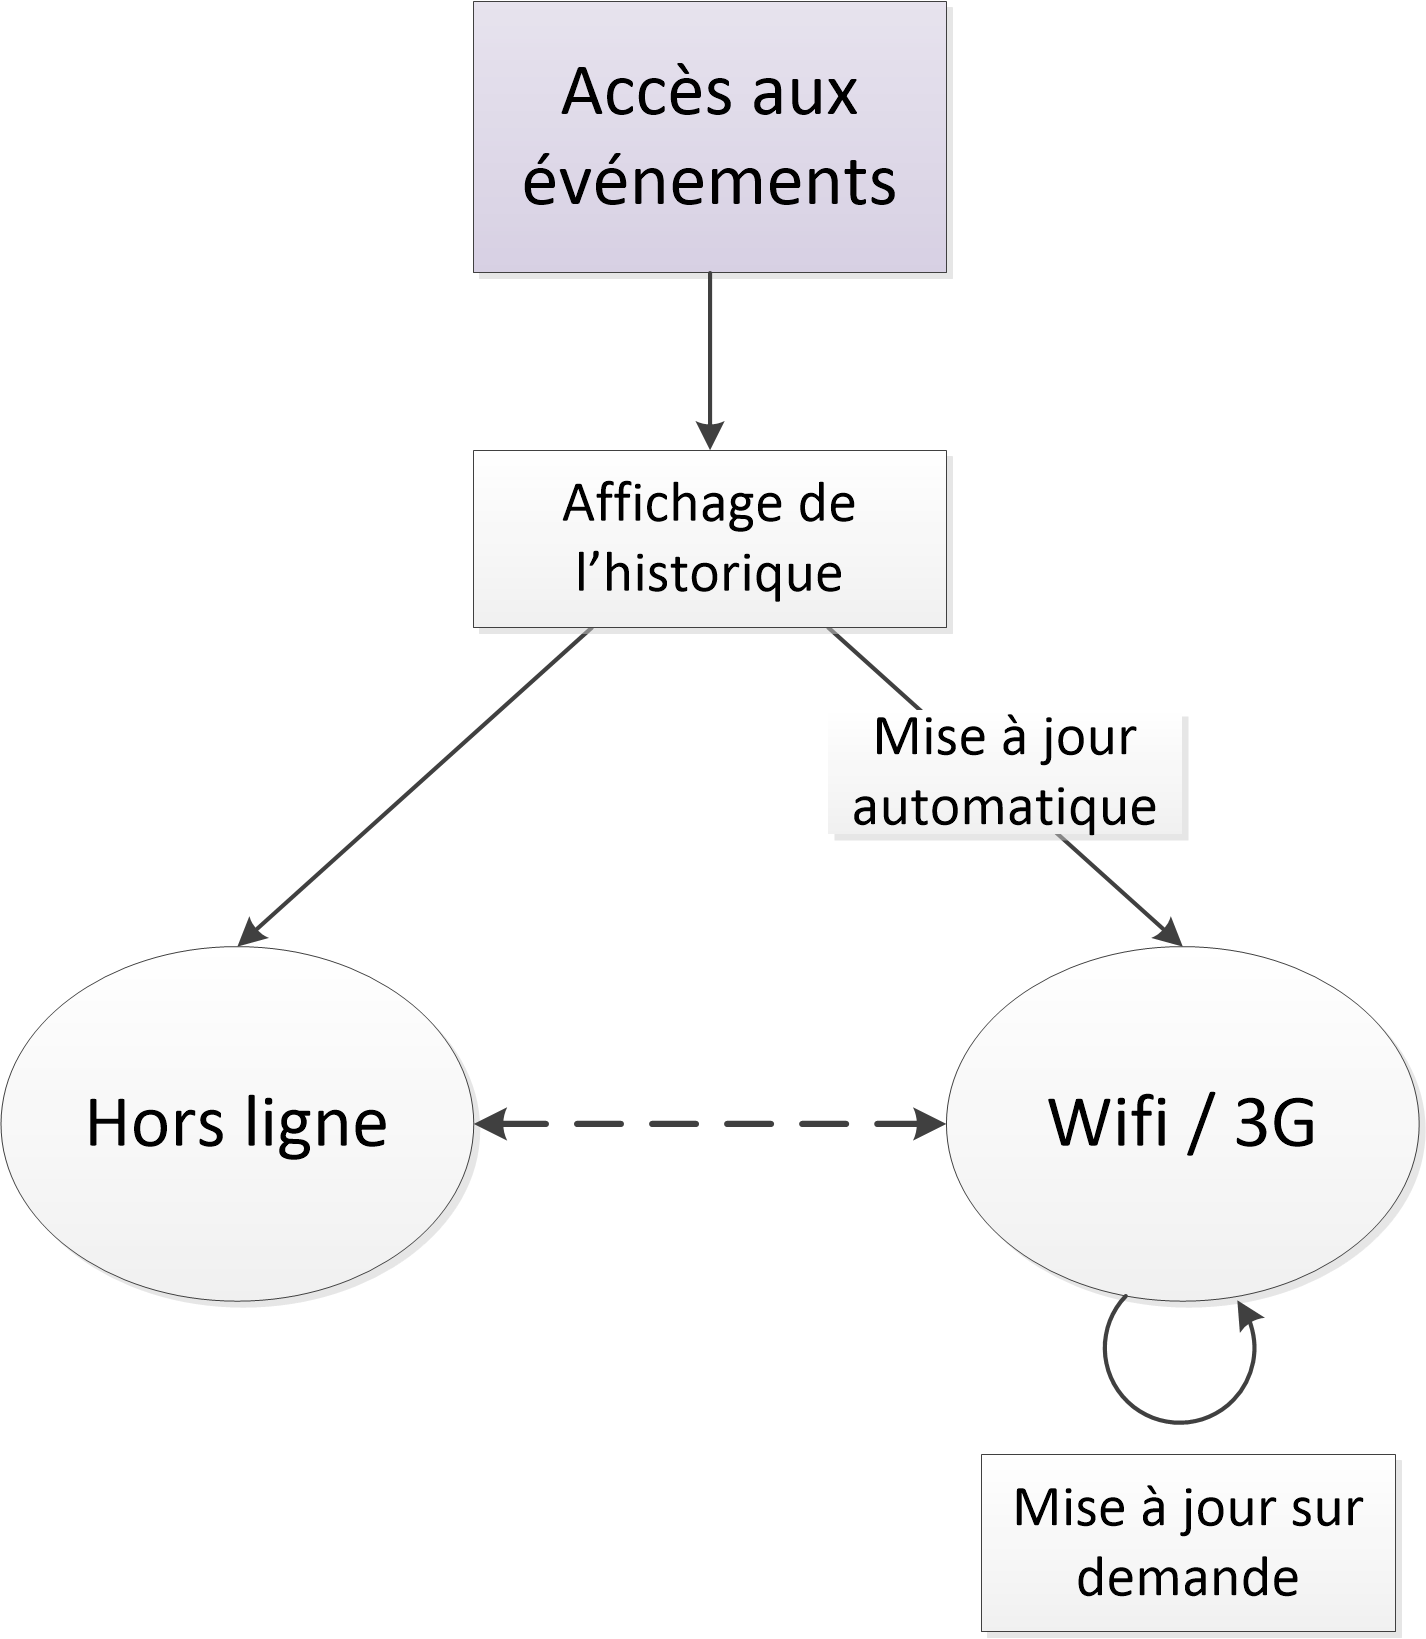 Accès aux
événements
Affichage de
l’historique
Mise à jour
automatique
Hors ligne
Wifi / 3G
Mise à jour sur
demande